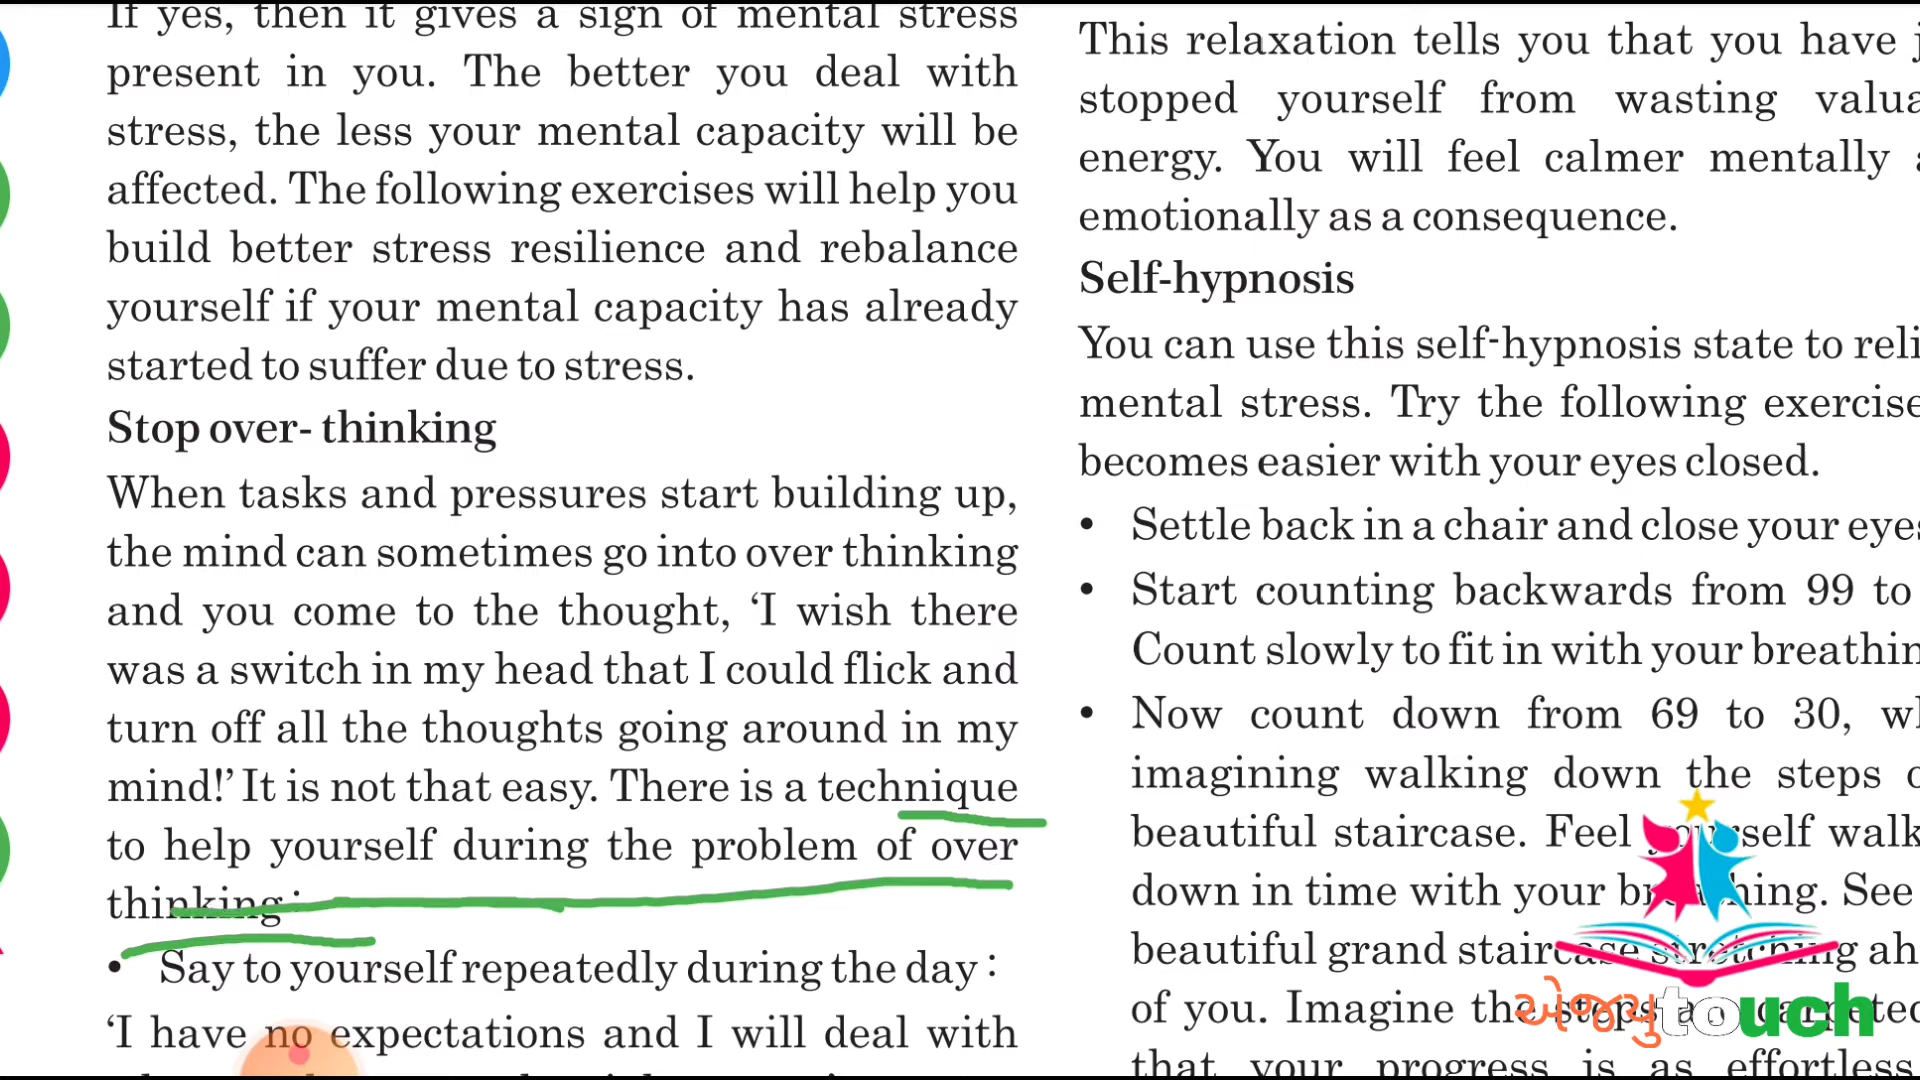 If yes, then it gives a sign of mental stress
present in you. The better you deal with
stress, the less your mental capacity will be
affected. The following exercises will help you
build better stress resilience and rebalance
yourself if your mental capacity has already
started to suffer due to stress.
Stop over- thinking
When tasks and pressures start building up,
the mind can sometimes go into over thinking
and you come to the thought, ‘I wish there
was a switch in my head that I could flick and
turn off all the thoughts going around in my
mind!’ It is not that easy. There is a technique
to help yourself during the problem of over
thinking :
• Say to yourself repeatedly during the day :
‘I have no expectations and I will deal with
This relaxation tells you that you have
stopped yourself from wasting
energy. You will feel calmer mentally
emotionally as a consequence.
Self-hypnosis
You can use this self-hypnosis state to
mental stress. Try the following
becomes easier with your eyes closed.
• Settle back in a chair and close your
• Start counting backwards from 99 to
Count slowly to fit in with your
• Now count down from 69 to 30,
imagining walking down the steps
beautiful staircase. Feel yourself
down in time with your breathing. See
beautiful grand staircase stretching
of you. Imagine the steps
that your progress is as effortless
એજ્યુtouch